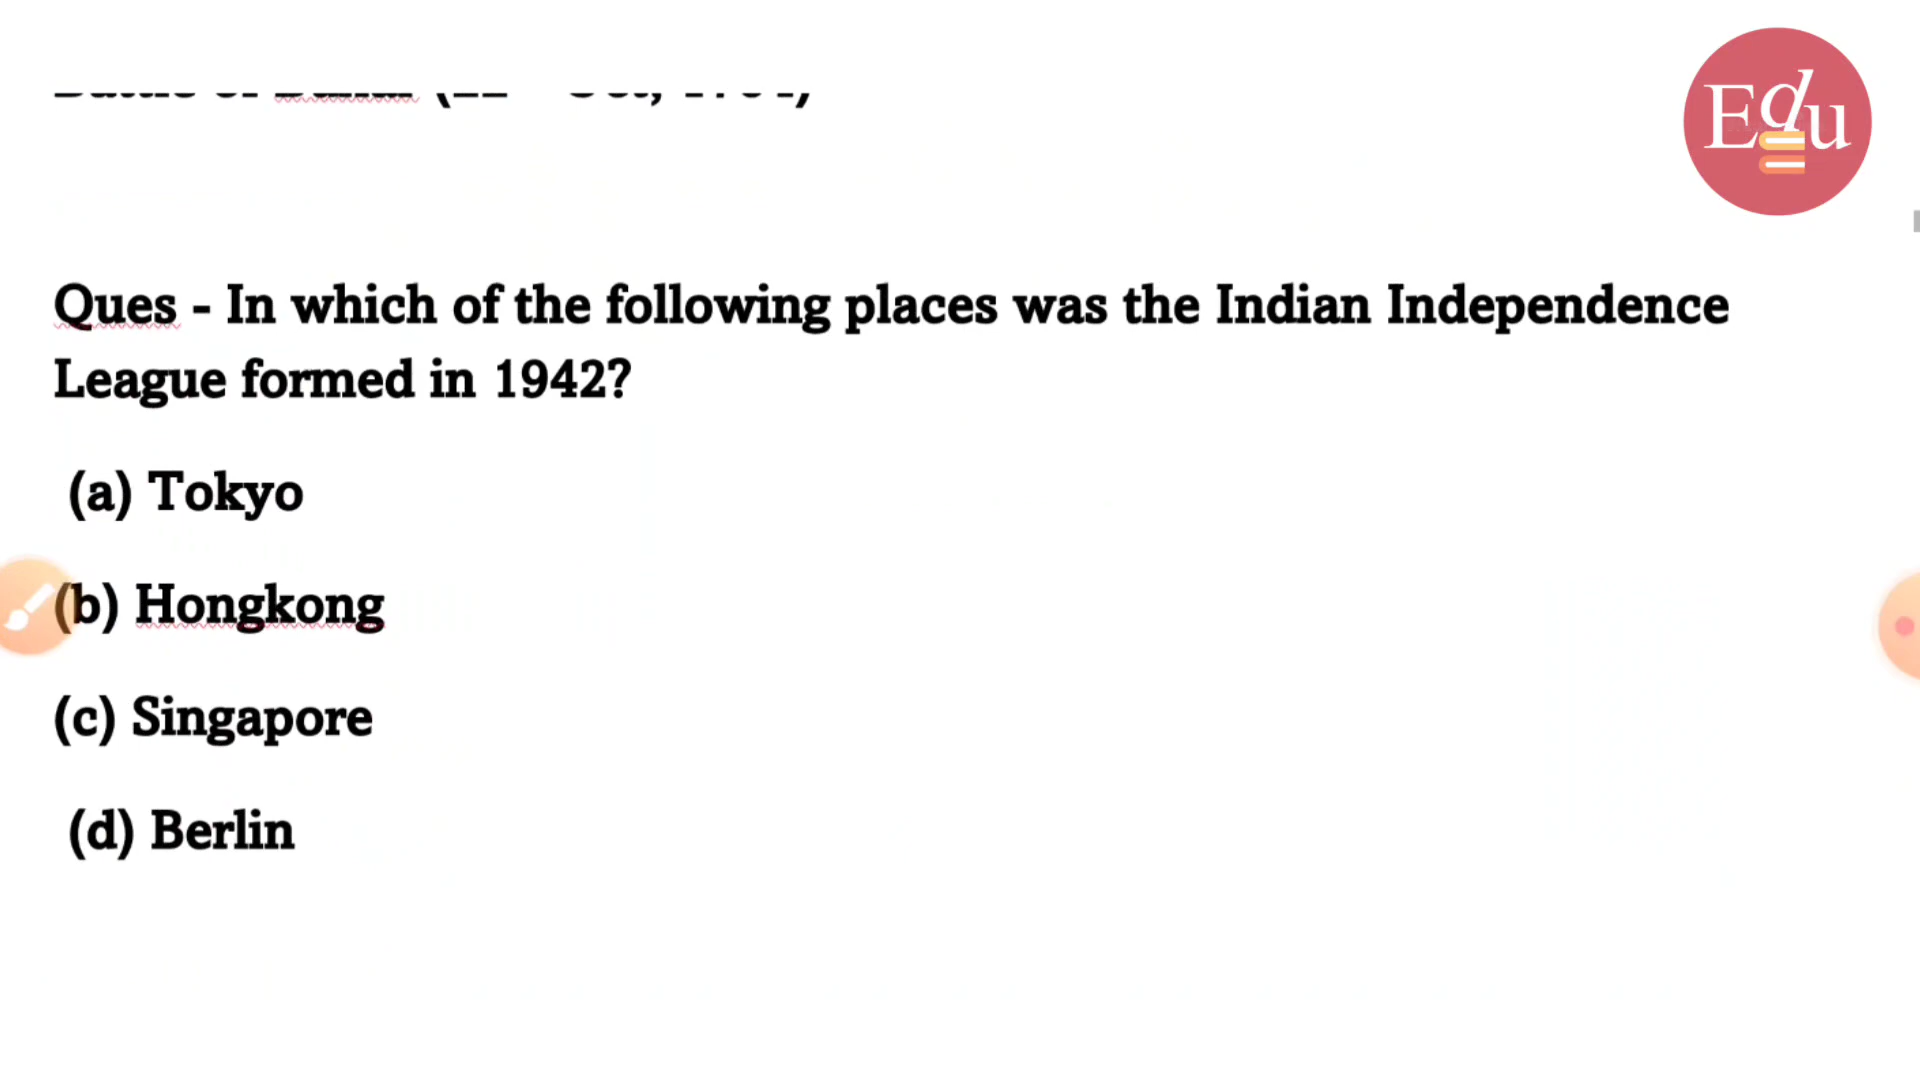 Edu
Ques - In which of the following places was the Indian Independence
League formed in 1942?
(a) Tokyo
(b) Hongkong
(c) Singapore
(d) Berlin